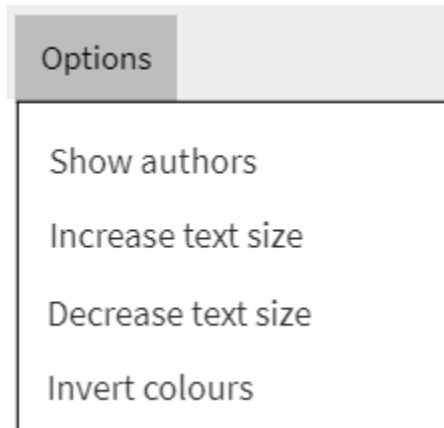 Options
Show authors
Increase text size
Decrease text size
Invert colours